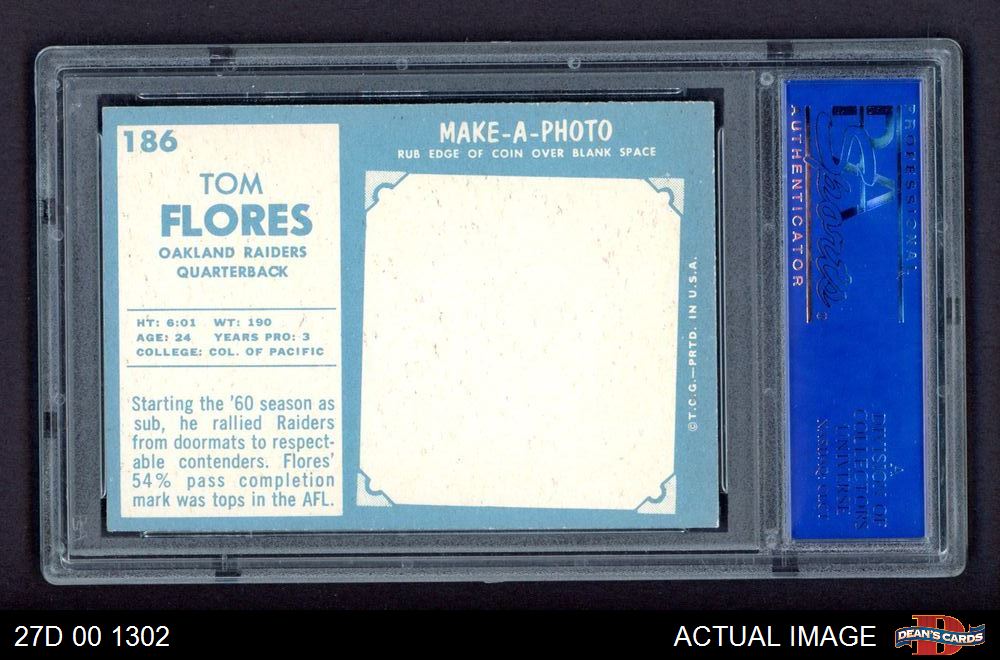 186
TOM
FLORES
OAKLAND RAIDERS
QUARTERBACK
HT: 6:01 WT: 190
AGE: 24 YEARS PRO: 3
COLLEGE: COL. OF PACIFIC
Starting the '60 season as
sub, he rallied Raiders
from doormats to respect-
able contenders. Flores'
54% pass completion
mark was tops in the AFL.
MAKE-A-PHOTO
RUB EDGE OF COIN OVER BLANK SPACE
©T.C.G.—PRTD. IN U.S.A.
PROFESSIONAL
PSA
Sports
AUTHENTICATOR
A
DIVISION OF
COLLECTORS
UNIVERSE
27D 00 1302
ACTUAL IMAGE
DEAN'S CARDS